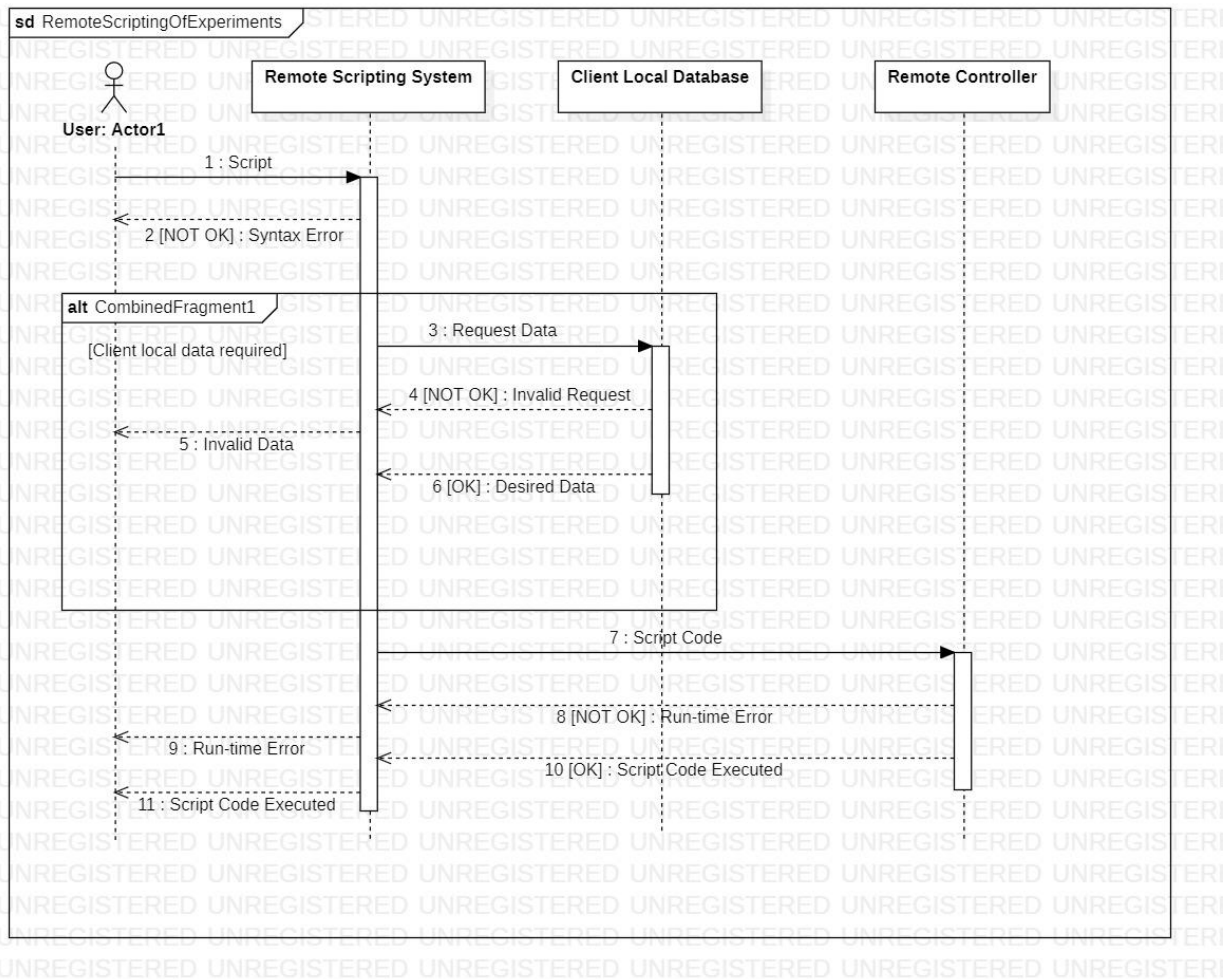 sd RemoteScriptingOfExperiments
Remote Scripting System
Client Local Database
Remote Controller
User: Actor1
1 : Script
2 [NOT OK] : Syntax Error
alt CombinedFragment1
3 : Request Data
[Client local data required]
4 [NOT OK] : Invalid Request
5 : Invalid Data
6 [OK] : Desired Data
7 : Script Code
8 [NOT OK] : Run-time Error
9 : Run-time Error
10 [OK] : Script Code Executed
11 : Script Code Executed
UNREGISTERED